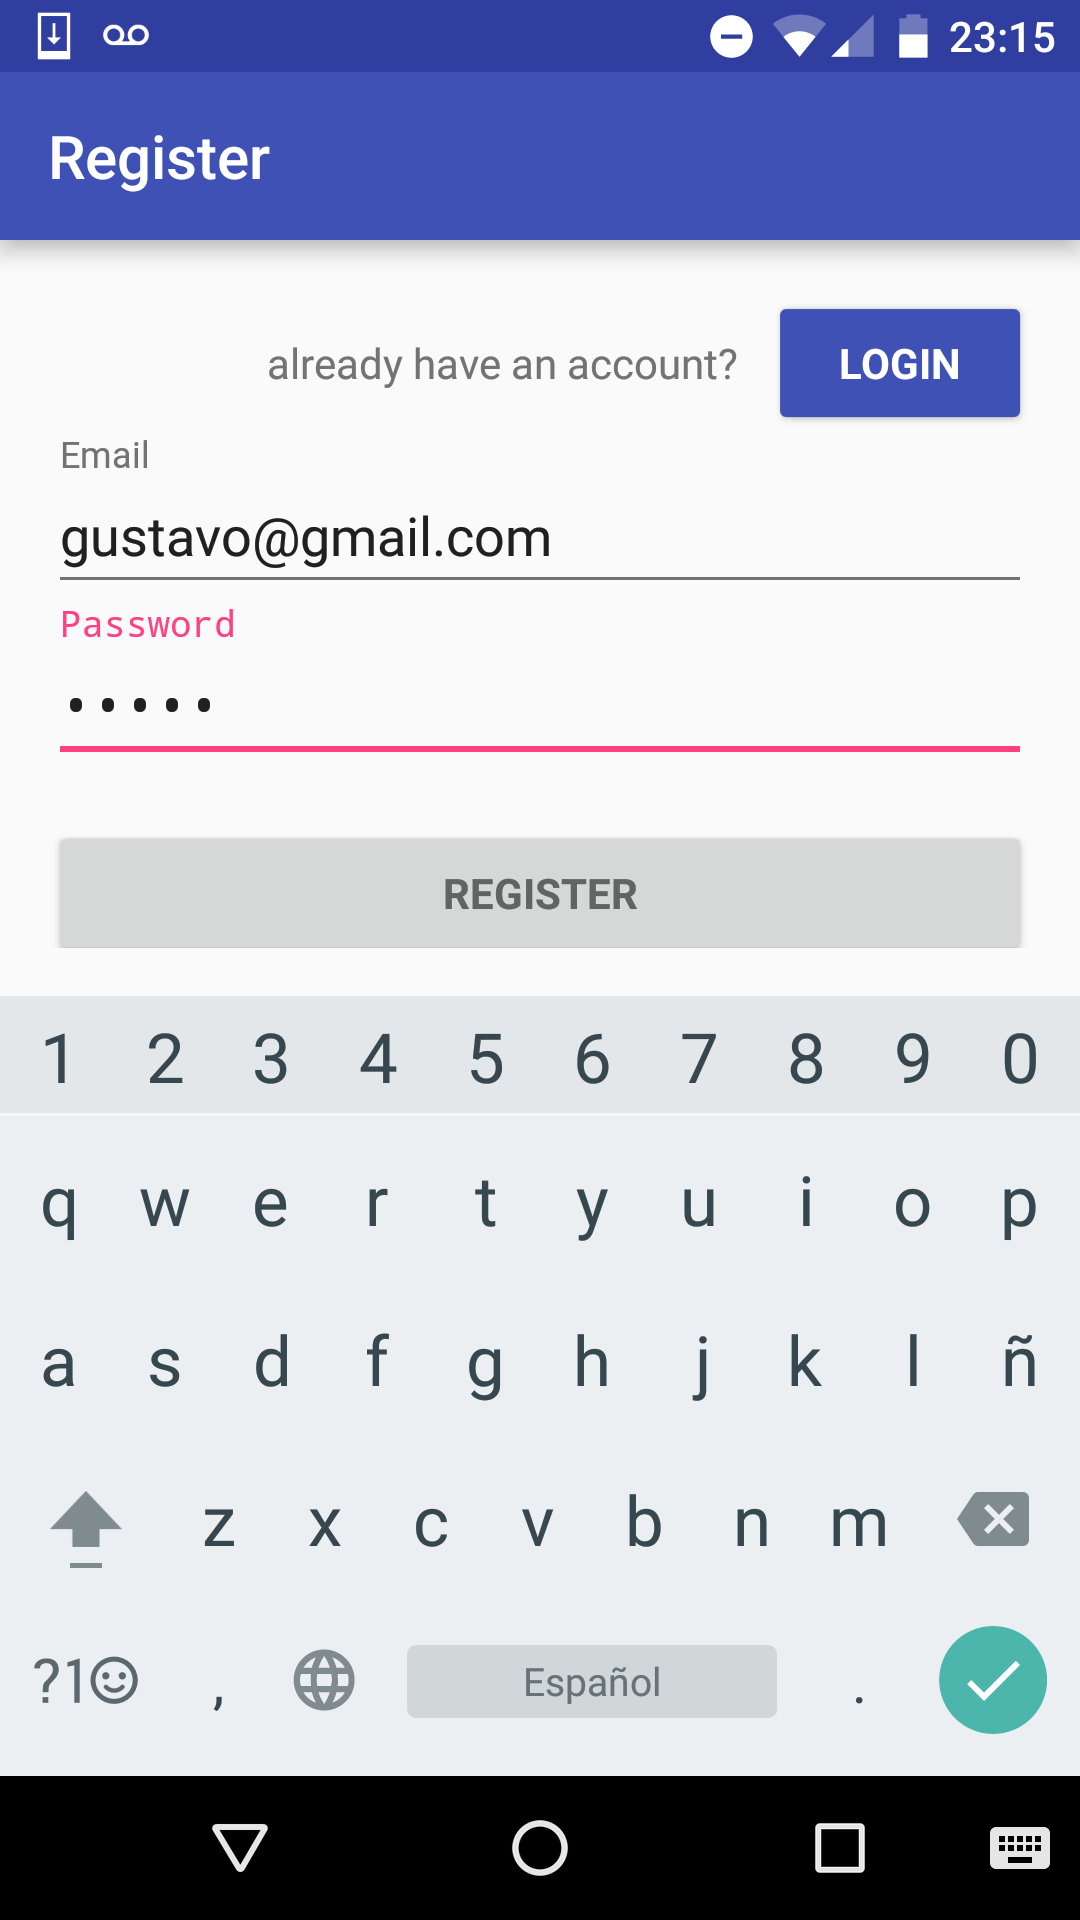 23:15
Register
already have an account? LOGIN
Email
gustavo@gmail.com
Password
•••••
REGISTER
1 2 3 4 5 6 7 8 9 0
q w e r t y u i o p
a s d f g h j k l ñ
z x c v b n m
?1☺ , Español .